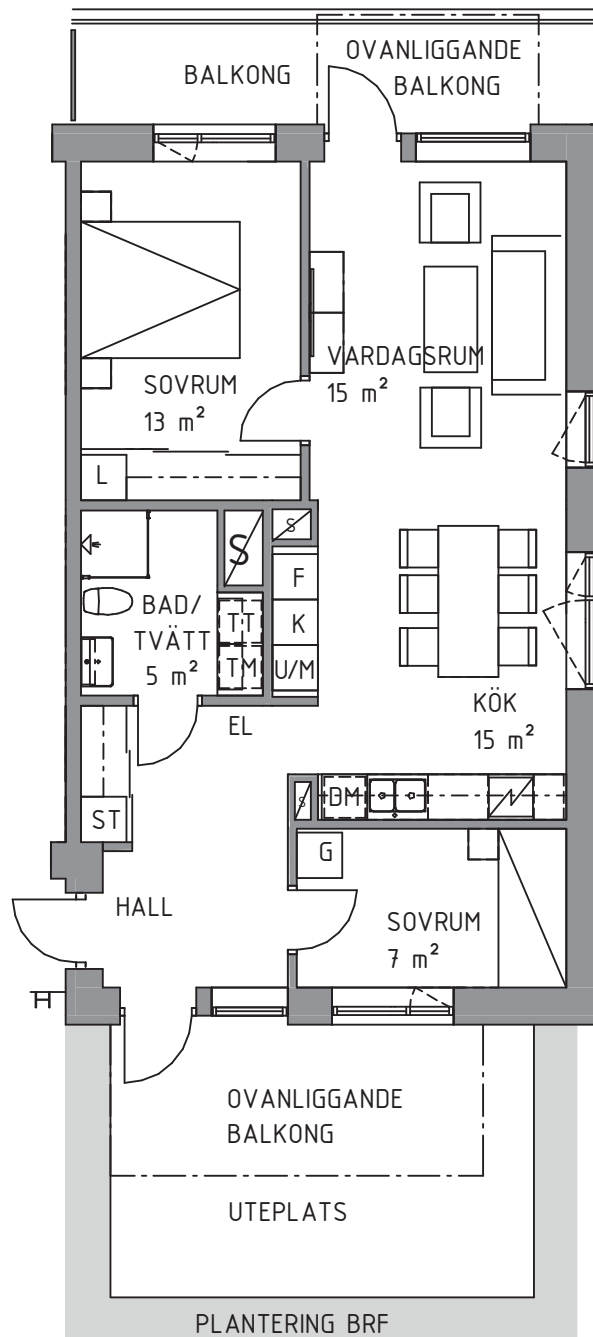 OVANLIGGANDE
BALKONG
BALKONG
VARDAGSRUM
15 m²
SOVRUM
13 m²
L
S
S
F
K
U/M
BAD/
TVÄTT
5 m²
TT
TM
KÖK
15 m²
EL
DM
S
ST
G
HALL
SOVRUM
7 m²
OVANLIGGANDE
BALKONG
UTEPLATS
PLANTERING BRF